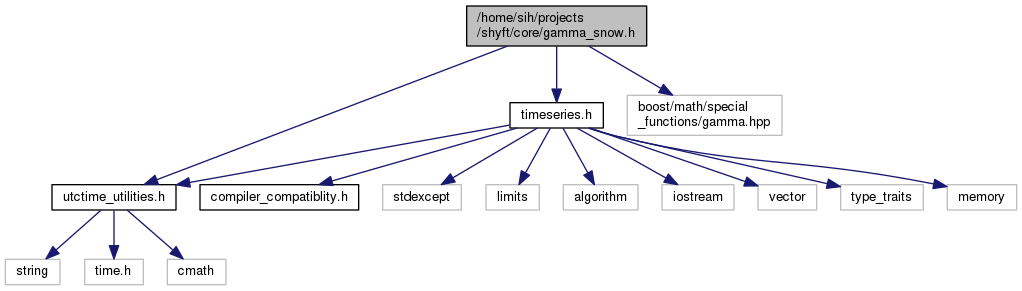 /home/sih/projects
/shyft/core/gamma_snow.h
timeseries.h
boost/math/special
_functions/gamma.hpp
utctime_utilities.h
compiler_compatiblity.h
stdexcept
limits
algorithm
iostream
vector
type_traits
memory
string
time.h
cmath